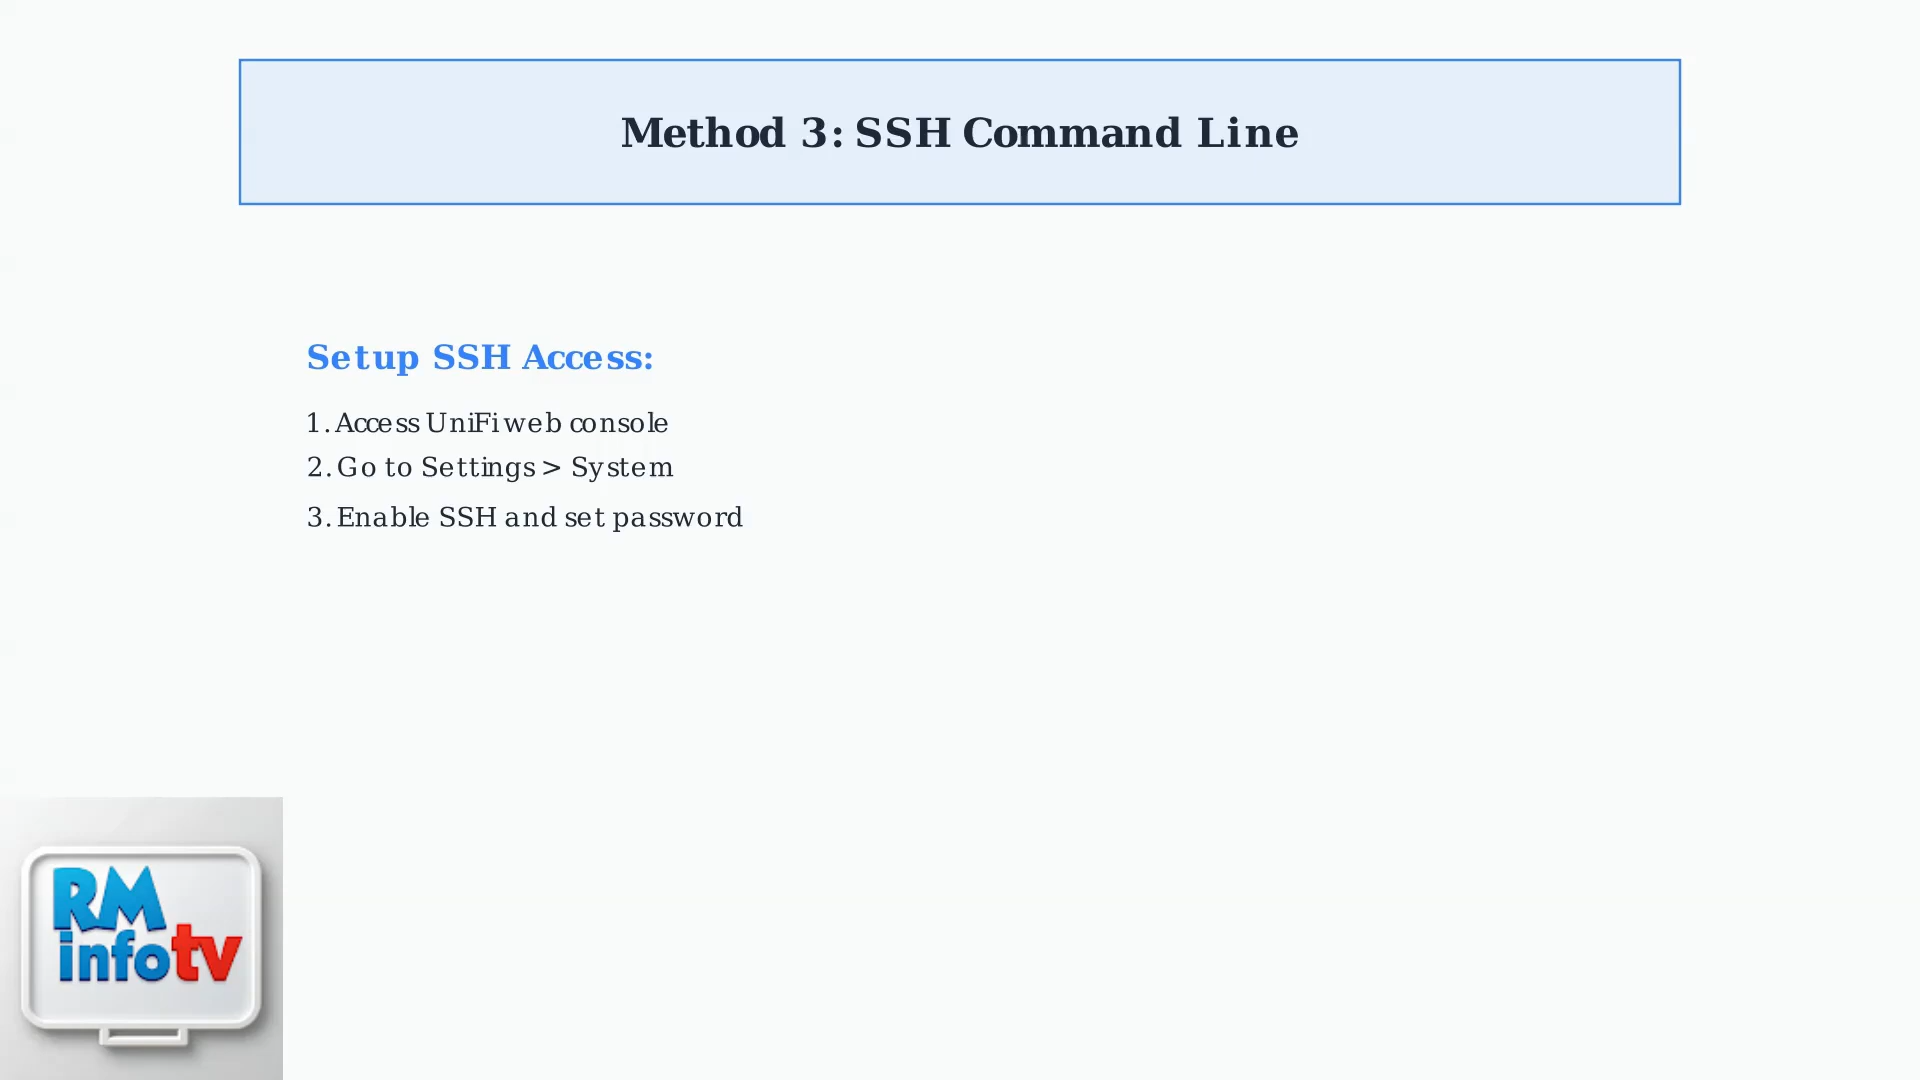 Method 3: SSH Command Line
Setup SSH Access:
1. Access UniFi web console
2. Go to Settings > System
3. Enable SSH and set password
RM
infotv